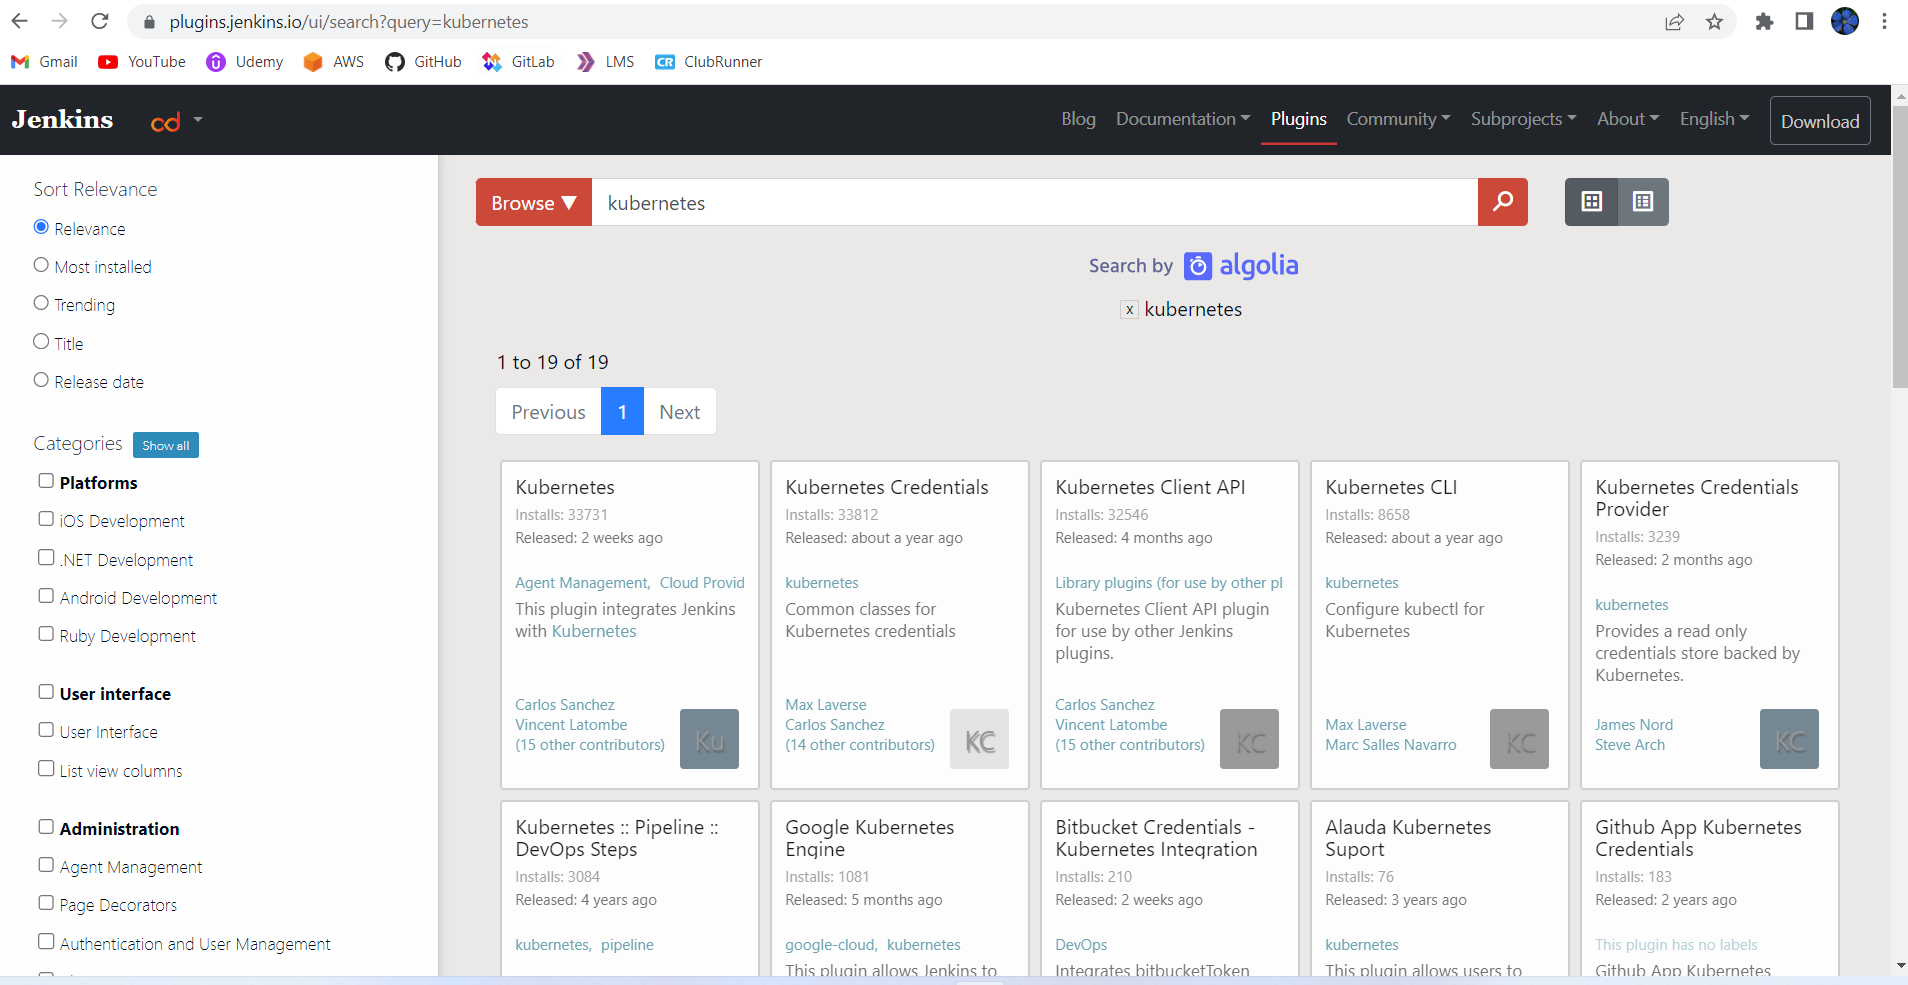 plugins.jenkins.io/ui/search?query=kubernetes
Gmail YouTube Udemy AWS GitHub GitLab LMS CR ClubRunner
Jenkins cd Blog Documentation Plugins Community Subprojects About English Download
Sort Relevance
Relevance
Most installed
Trending
Title
Release date
Categories Show all
Platforms
iOS Development
.NET Development
Android Development
Ruby Development
User interface
User Interface
List view columns
Administration
Agent Management
Page Decorators
Authentication and User Management
Browse ▼ kubernetes
Search by algolia
x kubernetes
1 to 19 of 19
Previous 1 Next
Kubernetes
Installs: 33731
Released: 2 weeks ago
Agent Management, Cloud Provid
This plugin integrates Jenkins
with Kubernetes
Carlos Sanchez
Vincent Latombe
(15 other contributors)
Ku
Kubernetes Credentials
Installs: 33812
Released: about a year ago
kubernetes
Common classes for
Kubernetes credentials
Max Laverse
Carlos Sanchez
(14 other contributors)
KC
Kubernetes Client API
Installs: 32546
Released: 4 months ago
Library plugins (for use by other pl
Kubernetes Client API plugin
for use by other Jenkins
plugins.
Carlos Sanchez
Vincent Latombe
(15 other contributors)
KC
Kubernetes CLI
Installs: 8658
Released: about a year ago
kubernetes
Configure kubectl for
Kubernetes
Max Laverse
Marc Salles Navarro
KC
Kubernetes Credentials
Provider
Installs: 3239
Released: 2 months ago
kubernetes
Provides a read only
credentials store backed by
Kubernetes.
James Nord
Steve Arch
KC
Kubernetes :: Pipeline ::
DevOps Steps
Installs: 3084
Released: 4 years ago
kubernetes, pipeline
Google Kubernetes
Engine
Installs: 1081
Released: 5 months ago
google-cloud, kubernetes
This plugin allows Jenkins to
Bitbucket Credentials -
Kubernetes Integration
Installs: 210
Released: 2 weeks ago
DevOps
Integrates bitbucketToken
Alauda Kubernetes
Suport
Installs: 76
Released: 3 years ago
kubernetes
This plugin allows users to
Github App Kubernetes
Credentials
Installs: 183
Released: 2 years ago
This plugin has no labels
Github App Kubernetes